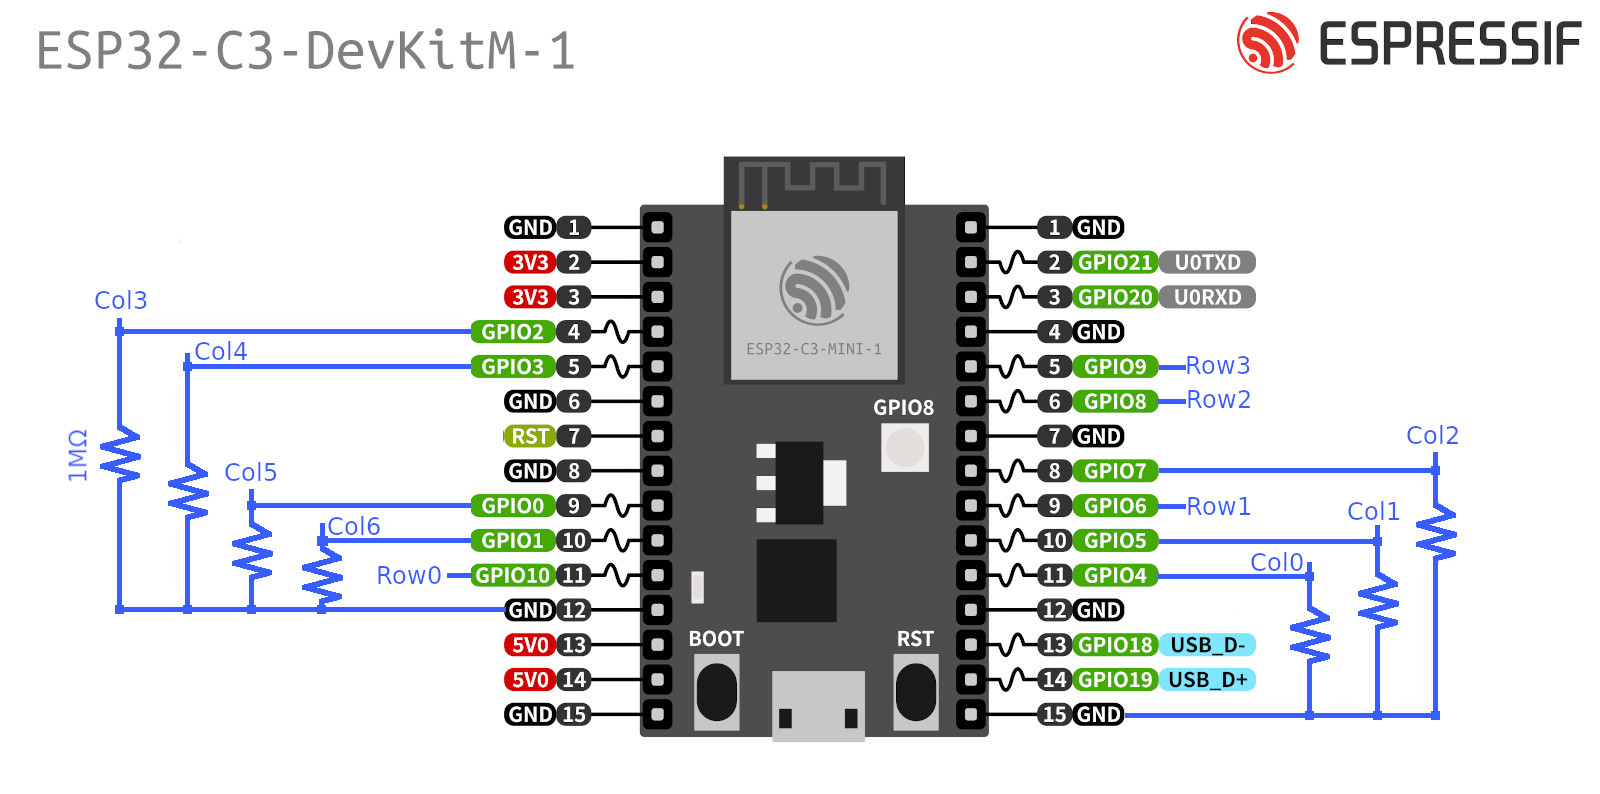 ESP32-C3-DevKitM-1
ESPRESSIF
GND 1
3V3 2
3V3 3
Col3
GPIO2 4
Col4
GPIO3 5
GND 6
RST 7
1MΩ
GND 8
Col5
GPIO0 9
Col6
GPIO1 10
Row0 GPIO10 11
GND 12
5V0 13
5V0 14
GND 15
ESP32-C3-MINI-1
GPIO8
BOOT
RST
1 GND
2 GPIO21 U0TXD
3 GPIO20 U0RXD
4 GND
5 GPIO9 Row3
6 GPIO8 Row2
7 GND
Col2
8 GPIO7
9 GPIO6 Row1
Col1
10 GPIO5
Col0
11 GPIO4
12 GND
13 GPIO18 USB_D-
14 GPIO19 USB_D+
15 GND